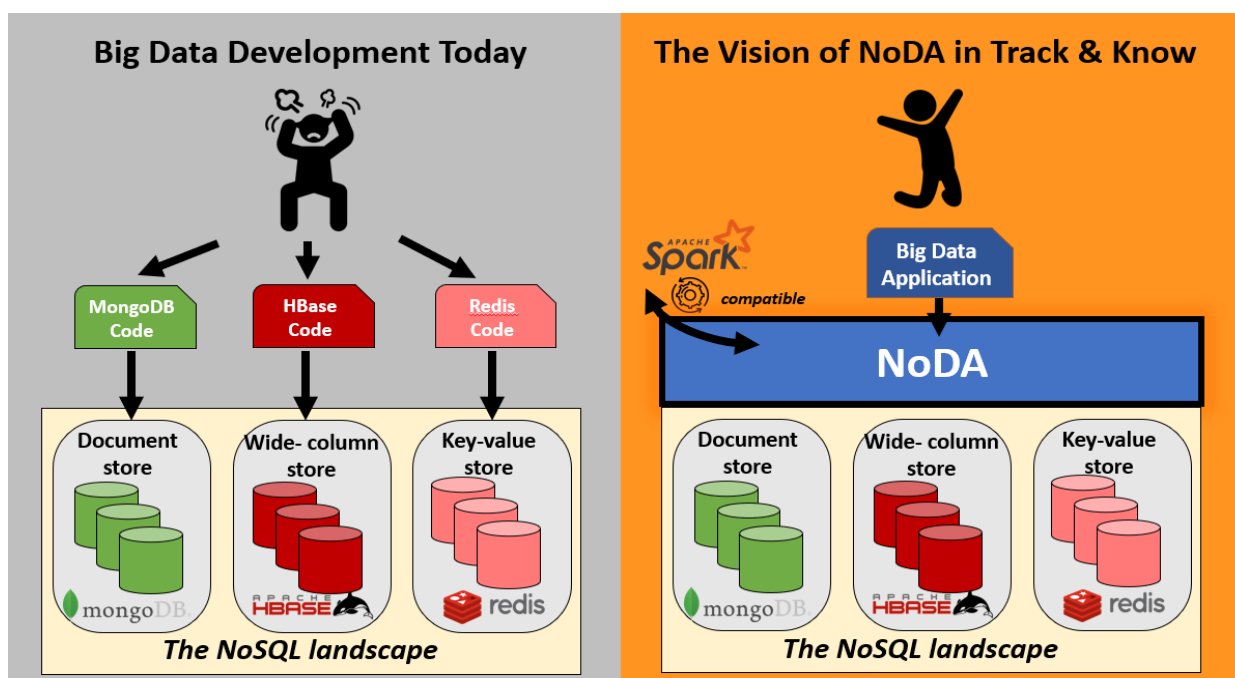 Big Data Development Today
MongoDB
Code
HBase
Code
Redis
Code
Document
store
mongoDB.
Wide- column
store
APACHE
HBASE
Key-value
store
redis
The NoSQL landscape
The Vision of NoDA in Track & Know
APACHE
Spark™
compatible
Big Data
Application
NoDA
Document
store
mongoDB.
Wide- column
store
APACHE
HBASE
Key-value
store
redis
The NoSQL landscape